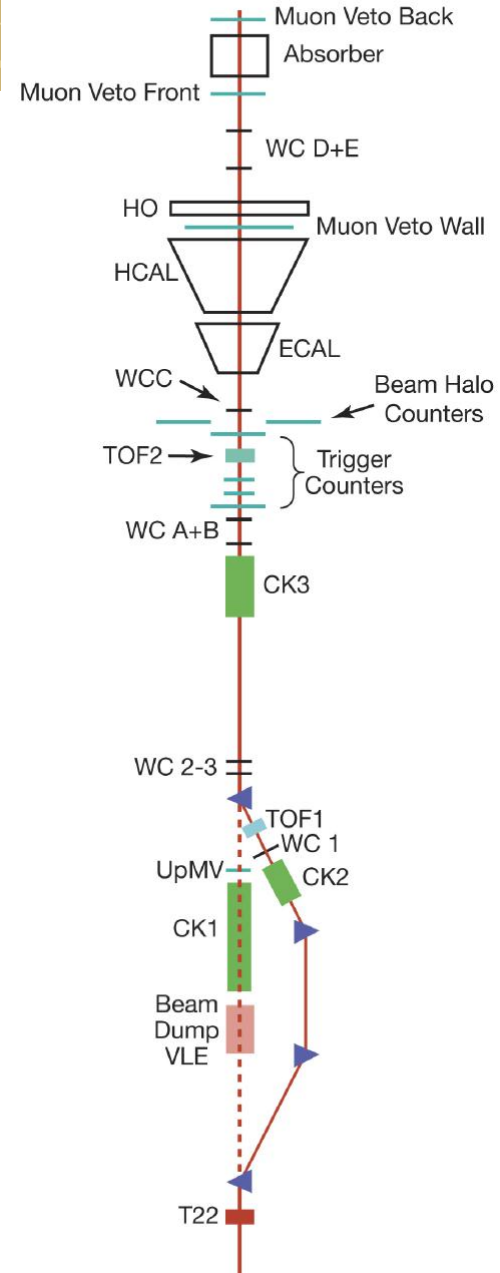 Muon Veto Back
Absorber
Muon Veto Front
WC D+E
HO
Muon Veto Wall
HCAL
ECAL
WCC
Beam Halo
Counters
TOF2
Trigger
Counters
WC A+B
CK3
WC 2-3
TOF1
WC 1
UpMV
CK2
CK1
Beam
Dump
VLE
T22